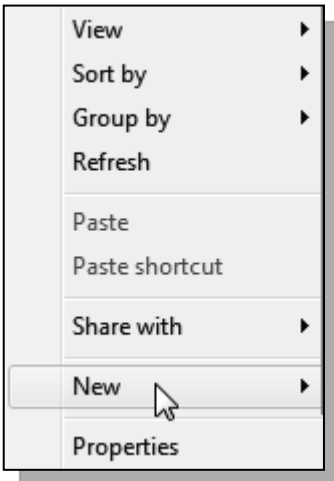 View
Sort by
Group by
Refresh
Paste
Paste shortcut
Share with
New
Properties